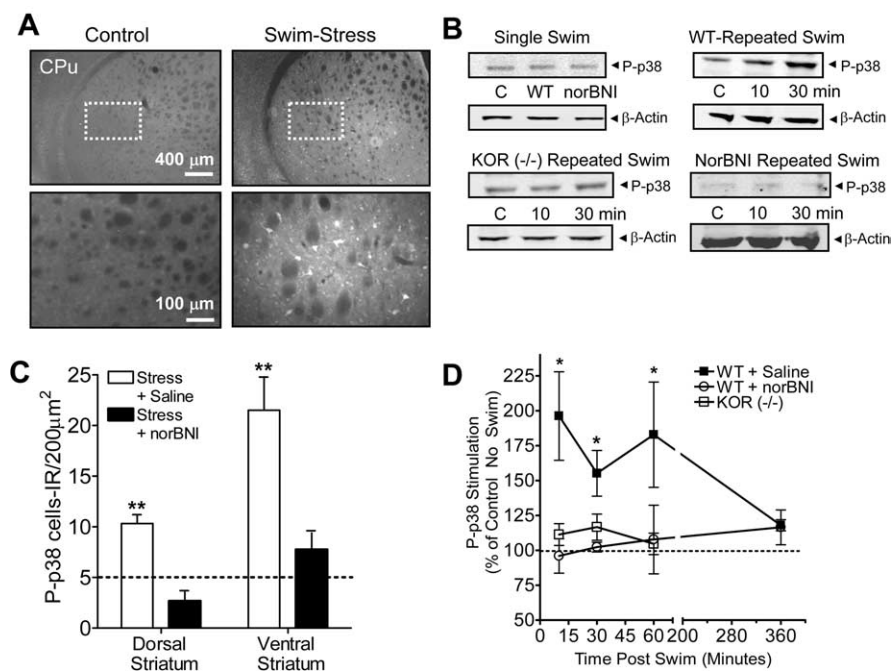 A
Control
Swim-Stress
CPu
400 μm
100 μm
B
Single Swim
P-p38
C WT norBNI
β-Actin
WT-Repeated Swim
P-p38
C 10 30 min
β-Actin
KOR (-/-) Repeated Swim
P-p38
C 10 30 min
β-Actin
NorBNI Repeated Swim
P-p38
C 10 30 min
β-Actin
C
P-p38 cells-IR/200μm²
25
20
15
10
5
0
Stress
+ Saline
Stress
+ norBNI
**
**
Dorsal
Striatum
Ventral
Striatum
D
P-p38 Stimulation
(% of Control No Swim)
225
200
175
150
125
100
75
50
*
*
*
WT + Saline
WT + norBNI
KOR (-/-)
0 15 30 45 60 200 280 360
Time Post Swim (Minutes)